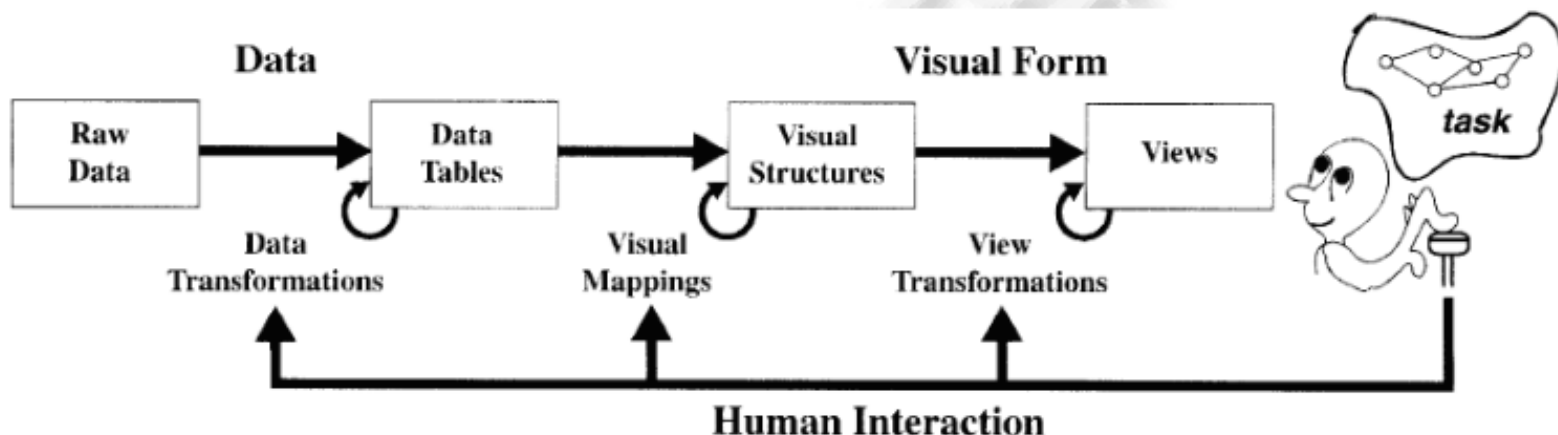 Data
Visual Form
Raw
Data
Data
Tables
Visual
Structures
Views
task
Data
Transformations
Visual
Mappings
View
Transformations
Human Interaction